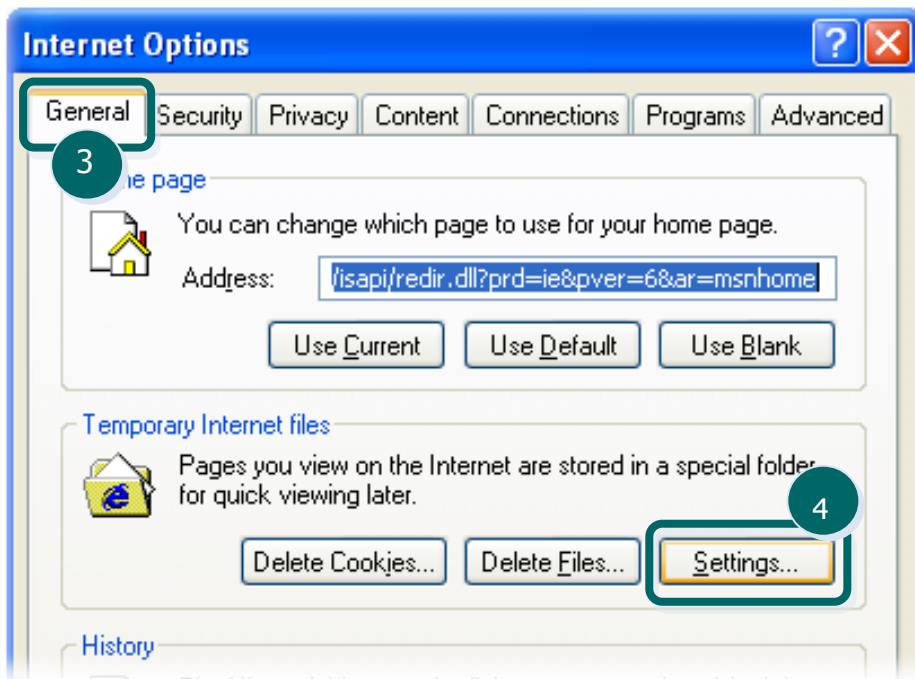 Internet Options
General Security Privacy Content Connections Programs Advanced
3
me page
You can change which page to use for your home page.
Address: /isapi/redir.dll?prd=ie&pver=6&ar=msnhome
Use Current Use Default Use Blank
Temporary Internet files
Pages you view on the Internet are stored in a special folder
for quick viewing later.
4
Delete Cookies... Delete Files... Settings...
History